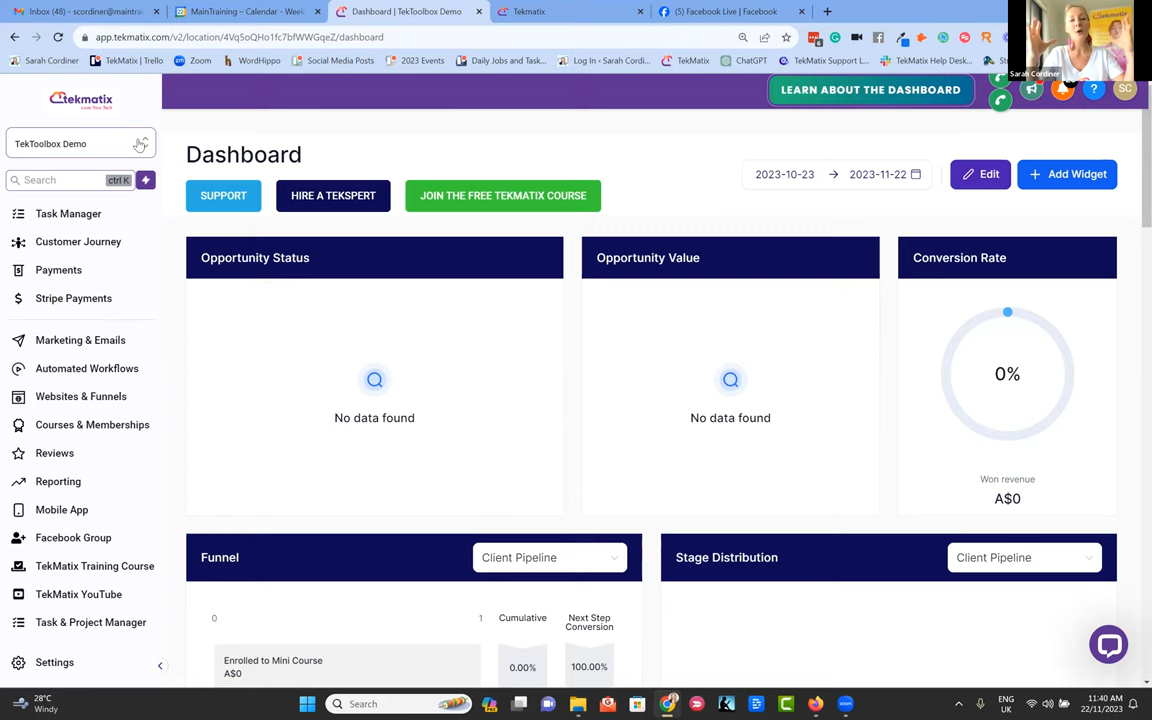 Inbox (48) - scordiner@maintrai
MainTraining - Calendar - Week
Dashboard | TekToolbox Demo
Tekmatix
(5) Facebook Live | Facebook
app.tekmatix.com/v2/location/4Vq5oQHo1fc7bfWWGqeZ/dashboard
Sarah Cordiner
TekMatix | Trello
Zoom
WordHippo
Social Media Posts
2023 Events
Daily Jobs and Task...
Log In ‹ Sarah Cordi...
TekMatix
ChatGPT
TekMatix Support L...
TekMatix Help Desk...
Sarah Cordiner
tekmatix
Love Your Tech
LEARN ABOUT THE DASHBOARD
SC
TekToolbox Demo
Search
ctrl K
Dashboard
2023-10-23 → 2023-11-22
Edit
+ Add Widget
SUPPORT
HIRE A TEKSPERT
JOIN THE FREE TEKMATIX COURSE
Task Manager
Customer Journey
Payments
Stripe Payments
Marketing & Emails
Automated Workflows
Websites & Funnels
Courses & Memberships
Reviews
Reporting
Mobile App
Facebook Group
TekMatix Training Course
TekMatix YouTube
Task & Project Manager
Settings
Opportunity Status
No data found
Opportunity Value
No data found
Conversion Rate
0%
Won revenue
A$0
Funnel
Client Pipeline
0
1
Cumulative
Next Step
Conversion
Enrolled to Mini Course
A$0
0.00%
100.00%
Stage Distribution
Client Pipeline
28°C
Windy
Search
ENG
UK
11:40 AM
22/11/2023